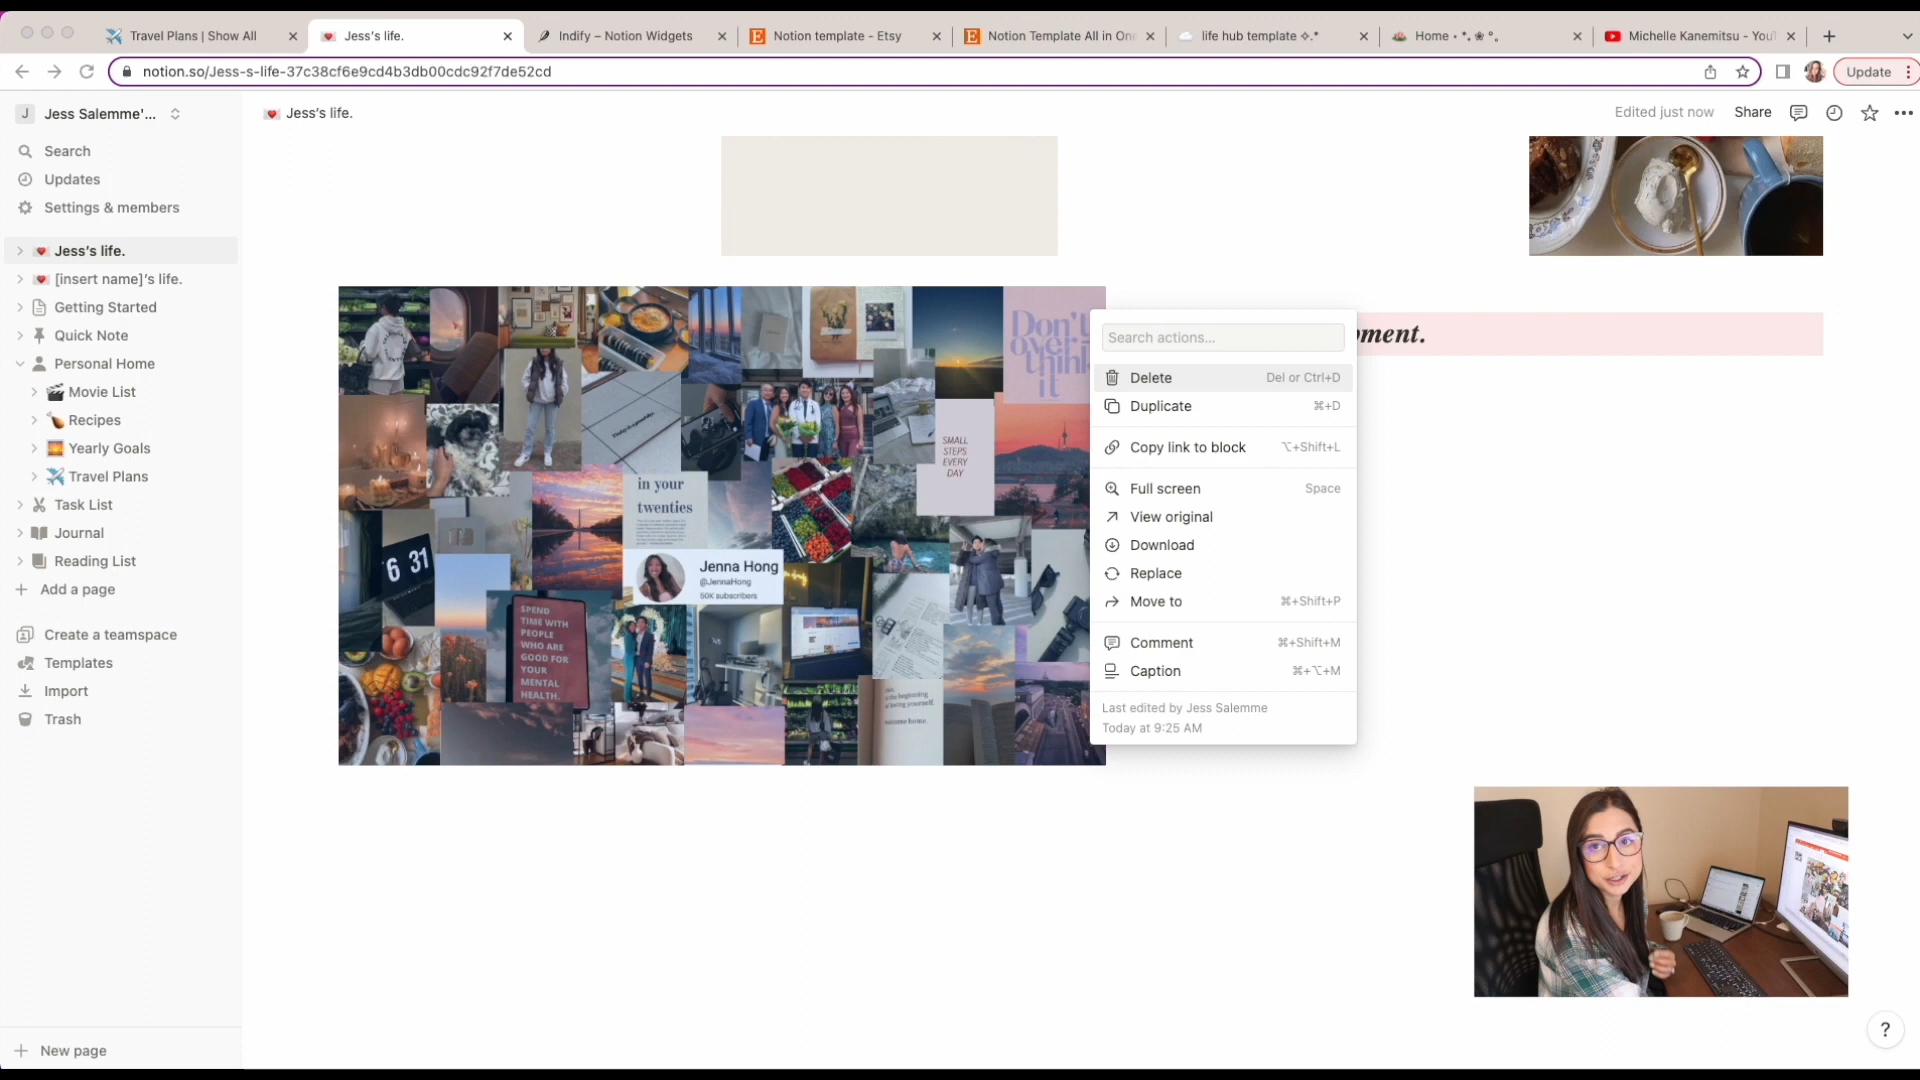 Travel Plans | Show All
Jess's life.
Indify – Notion Widgets
Notion template - Etsy
Notion Template All in One
life hub template ✧.*
Home • *｡❀ °｡
Michelle Kanemitsu - YouT
notion.so/Jess-s-life-37c38cf6e9cd4b3db00cdc92f7de52cd
Update
J Jess Salemme'...
Jess's life.
Edited just now
Share
Search
Updates
Settings & members
Jess's life.
[insert name]'s life.
Getting Started
Quick Note
Personal Home
Movie List
Recipes
Yearly Goals
Travel Plans
Task List
Journal
Reading List
Add a page
Create a teamspace
Templates
Import
Trash
New page
Don't
over
think
it
SMALL
STEPS
EVERY
DAY
in your
twenties
6 31
Jenna Hong
@JennaHong
50K subscribers
SPEND
TIME WITH
PEOPLE
WHO ARE
GOOD FOR
YOUR
MENTAL
HEALTH.
ment.
Search actions...
Delete Del or Ctrl+D
Duplicate ⌘+D
Copy link to block ⌥+Shift+L
Full screen Space
View original
Download
Replace
Move to ⌘+Shift+P
Comment ⌘+Shift+M
Caption ⌘+⌥+M
Last edited by Jess Salemme
Today at 9:25 AM
?